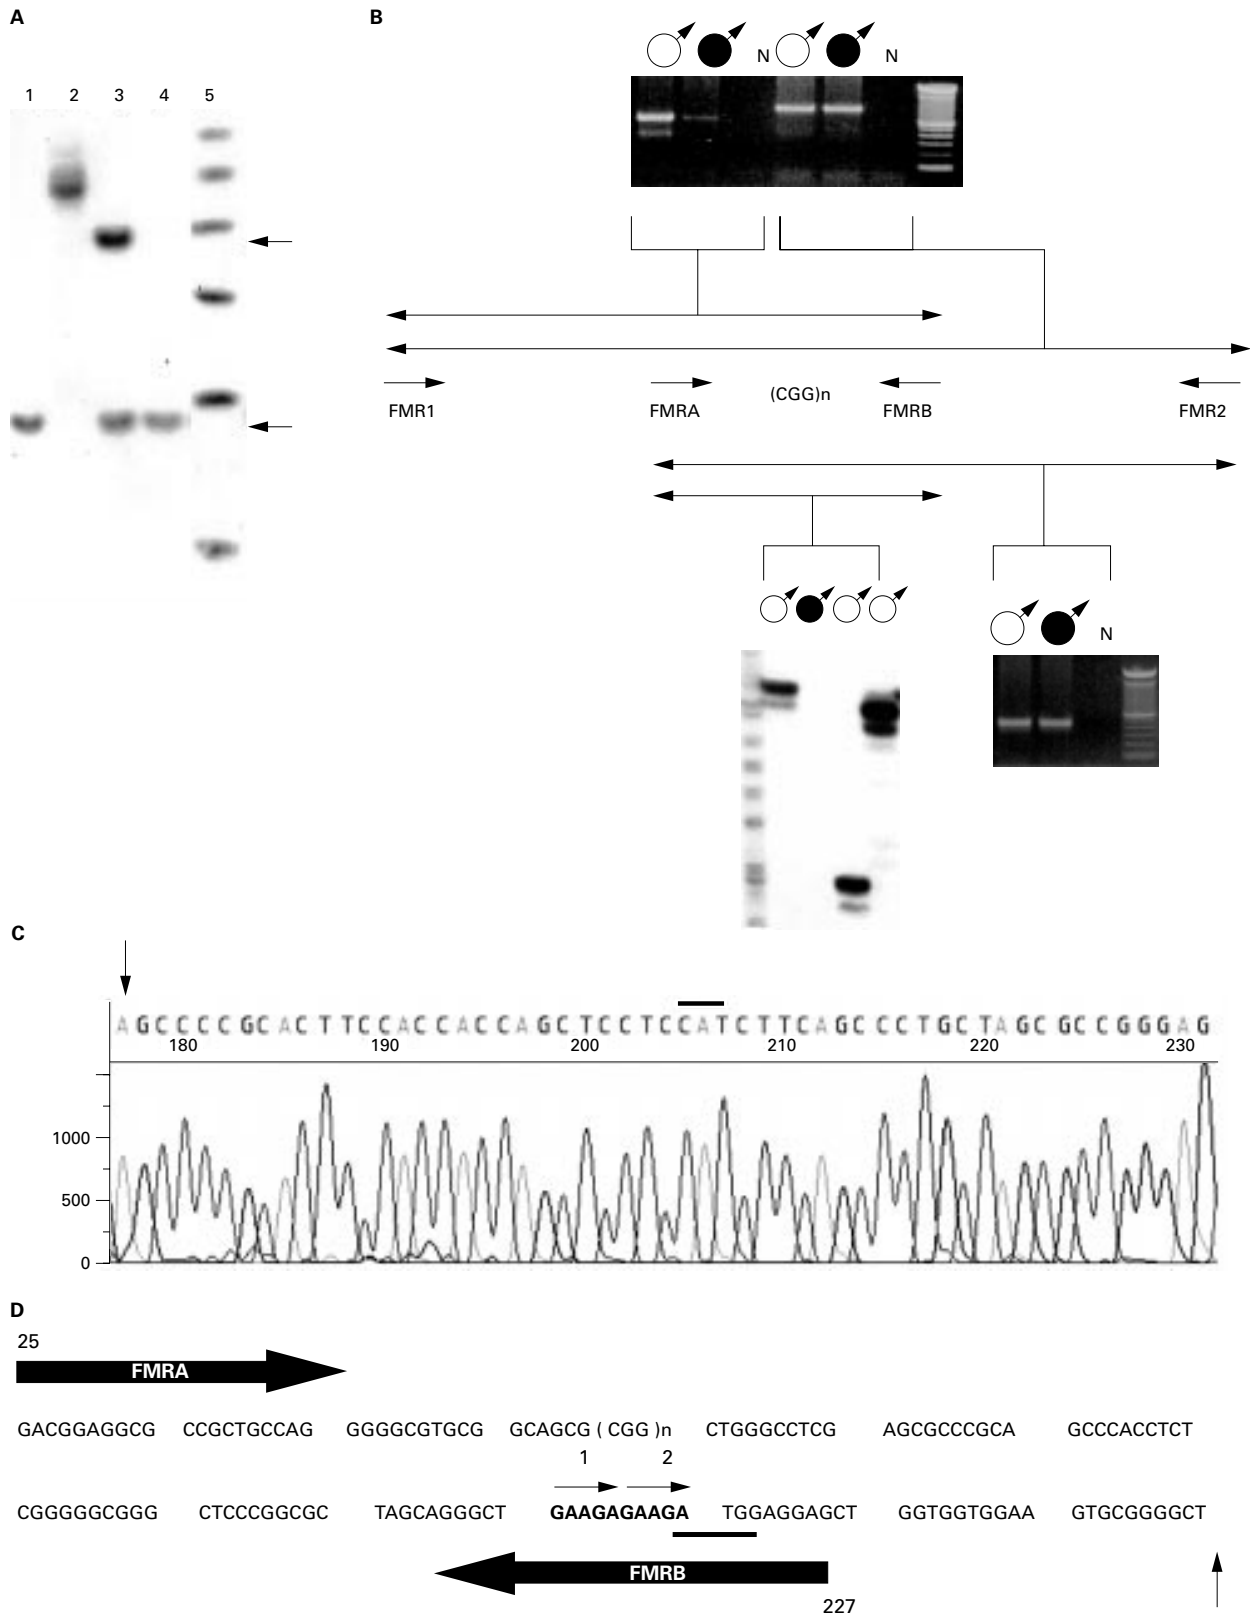 A
B
1 2 3 4 5
N N
FMR1 FMRA (CGG)n FMRB FMR2
N
C
AGCCCCGCACTTCCACCACCAGCTCCTCCATCTTCAGCCCTGCTAGCGCCGGGAG
180 190 200 210 220 230
1000
500
0
D
25
FMRA
GACGGAGGCG CCGCTGCCAG GGGGCGTGCG GCAGCG ( CGG )n CTGGGCCTCG AGCGCCCGCA GCCCACCTCT
1 2
CGGGGGCGGG CTCCCGGCGC TAGCAGGGCT GAAGAGAAGA TGGAGGAGCT GGTGGTGGAA GTGCGGGGCT
FMRB
227